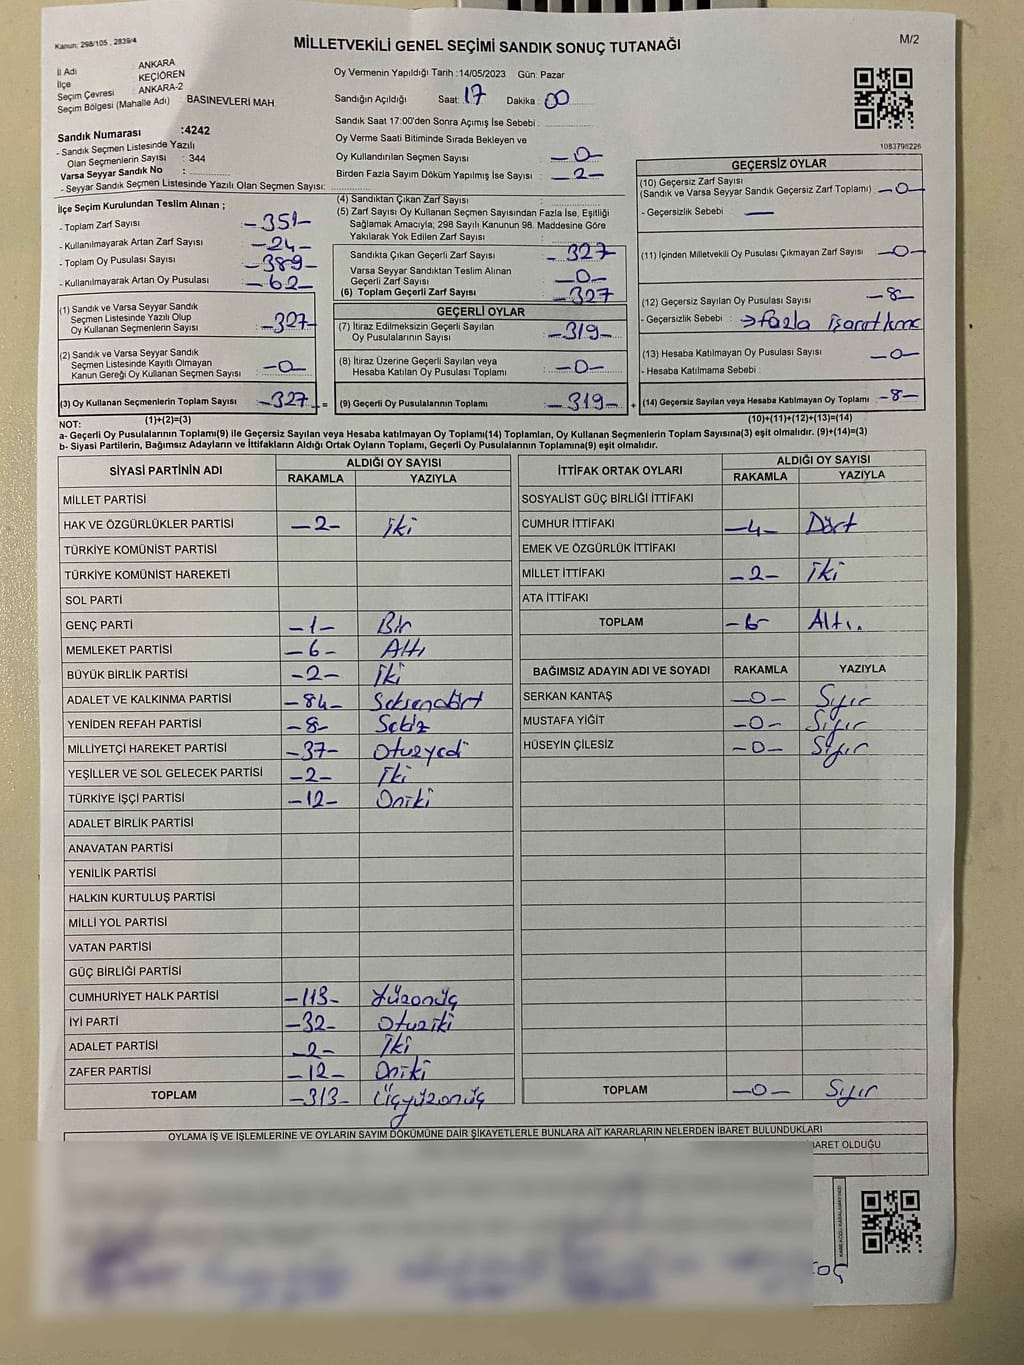 Kanun: 298/105 , 2839/4
MİLLETVEKİLİ GENEL SEÇİMİ SANDIK SONUÇ TUTANAĞI
M/2
İl Adı : ANKARA
İlçe : KEÇİÖREN
Seçim Çevresi : ANKARA-2
Seçim Bölgesi (Mahalle Adı) : BASINEVLERİ MAH.
Sandık Numarası :4242
- Sandık Seçmen Listesinde Yazılı
Olan Seçmenlerin Sayısı : 344
Varsa Seyyar Sandık No :
- Seyyar Sandık Seçmen Listesinde Yazılı Olan Seçmen Sayısı:
Oy Vermenin Yapıldığı Tarih :14/05/2023 Gün: Pazar
Sandığın Açıldığı Saat: 17 Dakika : 00
Sandık Saat 17:00'den Sonra Açımış İse Sebebi :
Oy Verme Saati Bitiminde Sırada Bekleyen ve
Oy Kullandırılan Seçmen Sayısı : -0-
Birden Fazla Sayım Döküm Yapılmış İse Sayısı : -2-
1083798226
İlçe Seçim Kurulundan Teslim Alınan ;
- Toplam Zarf Sayısı : -351-
- Kullanılmayarak Artan Zarf Sayısı : -24-
- Toplam Oy Pusulası Sayısı : -389-
- Kullanılmayarak Artan Oy Pusulası : -62-
(1) Sandık ve Varsa Seyyar Sandık
Seçmen Listesinde Yazılı Olup
Oy Kullanan Seçmenlerin Sayısı : -327-
(2) Sandık ve Varsa Seyyar Sandık
Seçmen Listesinde Kayıtlı Olmayan
Kanun Gereği Oy Kullanan Seçmen Sayısı : -0-
(3) Oy Kullanan Seçmenlerin Toplam Sayısı : -327- =
(1)+(2)=(3)
(4) Sandıktan Çıkan Zarf Sayısı :
(5) Zarf Sayısı Oy Kullanan Seçmen Sayısından Fazla İse, Eşitliği
Sağlamak Amacıyla; 298 Sayılı Kanunun 98. Maddesine Göre
Yakılarak Yok Edilen Zarf Sayısı :
Sandıkta Çıkan Geçerli Zarf Sayısı : -327
Varsa Seyyar Sandıktan Teslim Alınan
Geçerli Zarf Sayısı : -0-
(6) Toplam Geçerli Zarf Sayısı : -327
GEÇERLİ OYLAR
(7) İtiraz Edilmeksizin Geçerli Sayılan
Oy Pusulalarının Sayısı : -319-
(8) İtiraz Üzerine Geçerli Sayılan veya
Hesaba Katılan Oy Pusulası Toplamı : -0-
(9) Geçerli Oy Pusulalarının Toplamı : -319- +
GEÇERSİZ OYLAR
(10) Geçersiz Zarf Sayısı
(Sandık ve Varsa Seyyar Sandık Geçersiz Zarf Toplamı) : -0-
- Geçersizlik Sebebi : -
(11) İçinden Milletvekili Oy Pusulası Çıkmayan Zarf Sayısı : -0-
(12) Geçersiz Sayılan Oy Pusulası Sayısı : -8-
- Geçersizlik Sebebi : → fazla işaretleme
(13) Hesaba Katılmayan Oy Pusulası Sayısı : -0-
- Hesaba Katılmama Sebebi :
(14) Geçersiz Sayılan veya Hesaba Katılmayan Oy Toplamı : -8-
(10)+(11)+(12)+(13)=(14)
NOT:
a- Geçerli Oy Pusulalarının Toplamı(9) ile Geçersiz Sayılan veya Hesaba katılmayan Oy Toplamı(14) Toplamları, Oy Kullanan Seçmenlerin Toplam Sayısına(3) eşit olmalıdır. (9)+(14)=(3)
b- Siyasi Partilerin, Bağımsız Adayların ve İttifakların Aldığı Ortak Oyların Toplamı, Geçerli Oy Pusulalarının Toplamına(9) eşit olmalıdır.
SİYASİ PARTİNİN ADI ALDIĞI OY SAYISI
RAKAMLA YAZIYLA
MİLLET PARTİSİ
HAK VE ÖZGÜRLÜKLER PARTİSİ -2- İki
TÜRKİYE KOMÜNİST PARTİSİ
TÜRKİYE KOMÜNİST HAREKETİ
SOL PARTİ
GENÇ PARTİ -1- Bir
MEMLEKET PARTİSİ -6- Altı
BÜYÜK BİRLİK PARTİSİ -2- İki
ADALET VE KALKINMA PARTİSİ -84- Seksendört
YENİDEN REFAH PARTİSİ -8- Sekiz
MİLLİYETÇİ HAREKET PARTİSİ -37- Otuzyedi
YEŞİLLER VE SOL GELECEK PARTİSİ -2- İki
TÜRKİYE İŞÇİ PARTİSİ -12- Oniki
ADALET BİRLİK PARTİSİ
ANAVATAN PARTİSİ
YENİLİK PARTİSİ
HALKIN KURTULUŞ PARTİSİ
MİLLİ YOL PARTİSİ
VATAN PARTİSİ
GÜÇ BİRLİĞİ PARTİSİ
CUMHURİYET HALK PARTİSİ -113- Yüzonüç
İYİ PARTİ -32- Otuziki
ADALET PARTİSİ -2- İki
ZAFER PARTİSİ -12- Oniki
TOPLAM -313- Üçyüzonüç
İTTİFAK ORTAK OYLARI ALDIĞI OY SAYISI
RAKAMLA YAZIYLA
SOSYALİST GÜÇ BİRLİĞİ İTTİFAKI
CUMHUR İTTİFAKI -4- Dört
EMEK VE ÖZGÜRLÜK İTTİFAKI
MİLLET İTTİFAKI -2- İki
ATA İTTİFAKI
TOPLAM -6- Altı.
BAĞIMSIZ ADAYIN ADI VE SOYADI RAKAMLA YAZIYLA
SERKAN KANTAŞ -0- Sıfır
MUSTAFA YİĞİT -0- Sıfır
HÜSEYİN ÇİLESİZ -0- Sıfır
TOPLAM -0- Sıfır
OYLAMA İŞ VE İŞLEMLERİNE VE OYLARIN SAYIM DÖKÜMÜNE DAİR ŞİKAYETLERLE BUNLARA AİT KARARLARIN NELERDEN İBARET BULUNDUKLARI
İBARET OLDUĞU